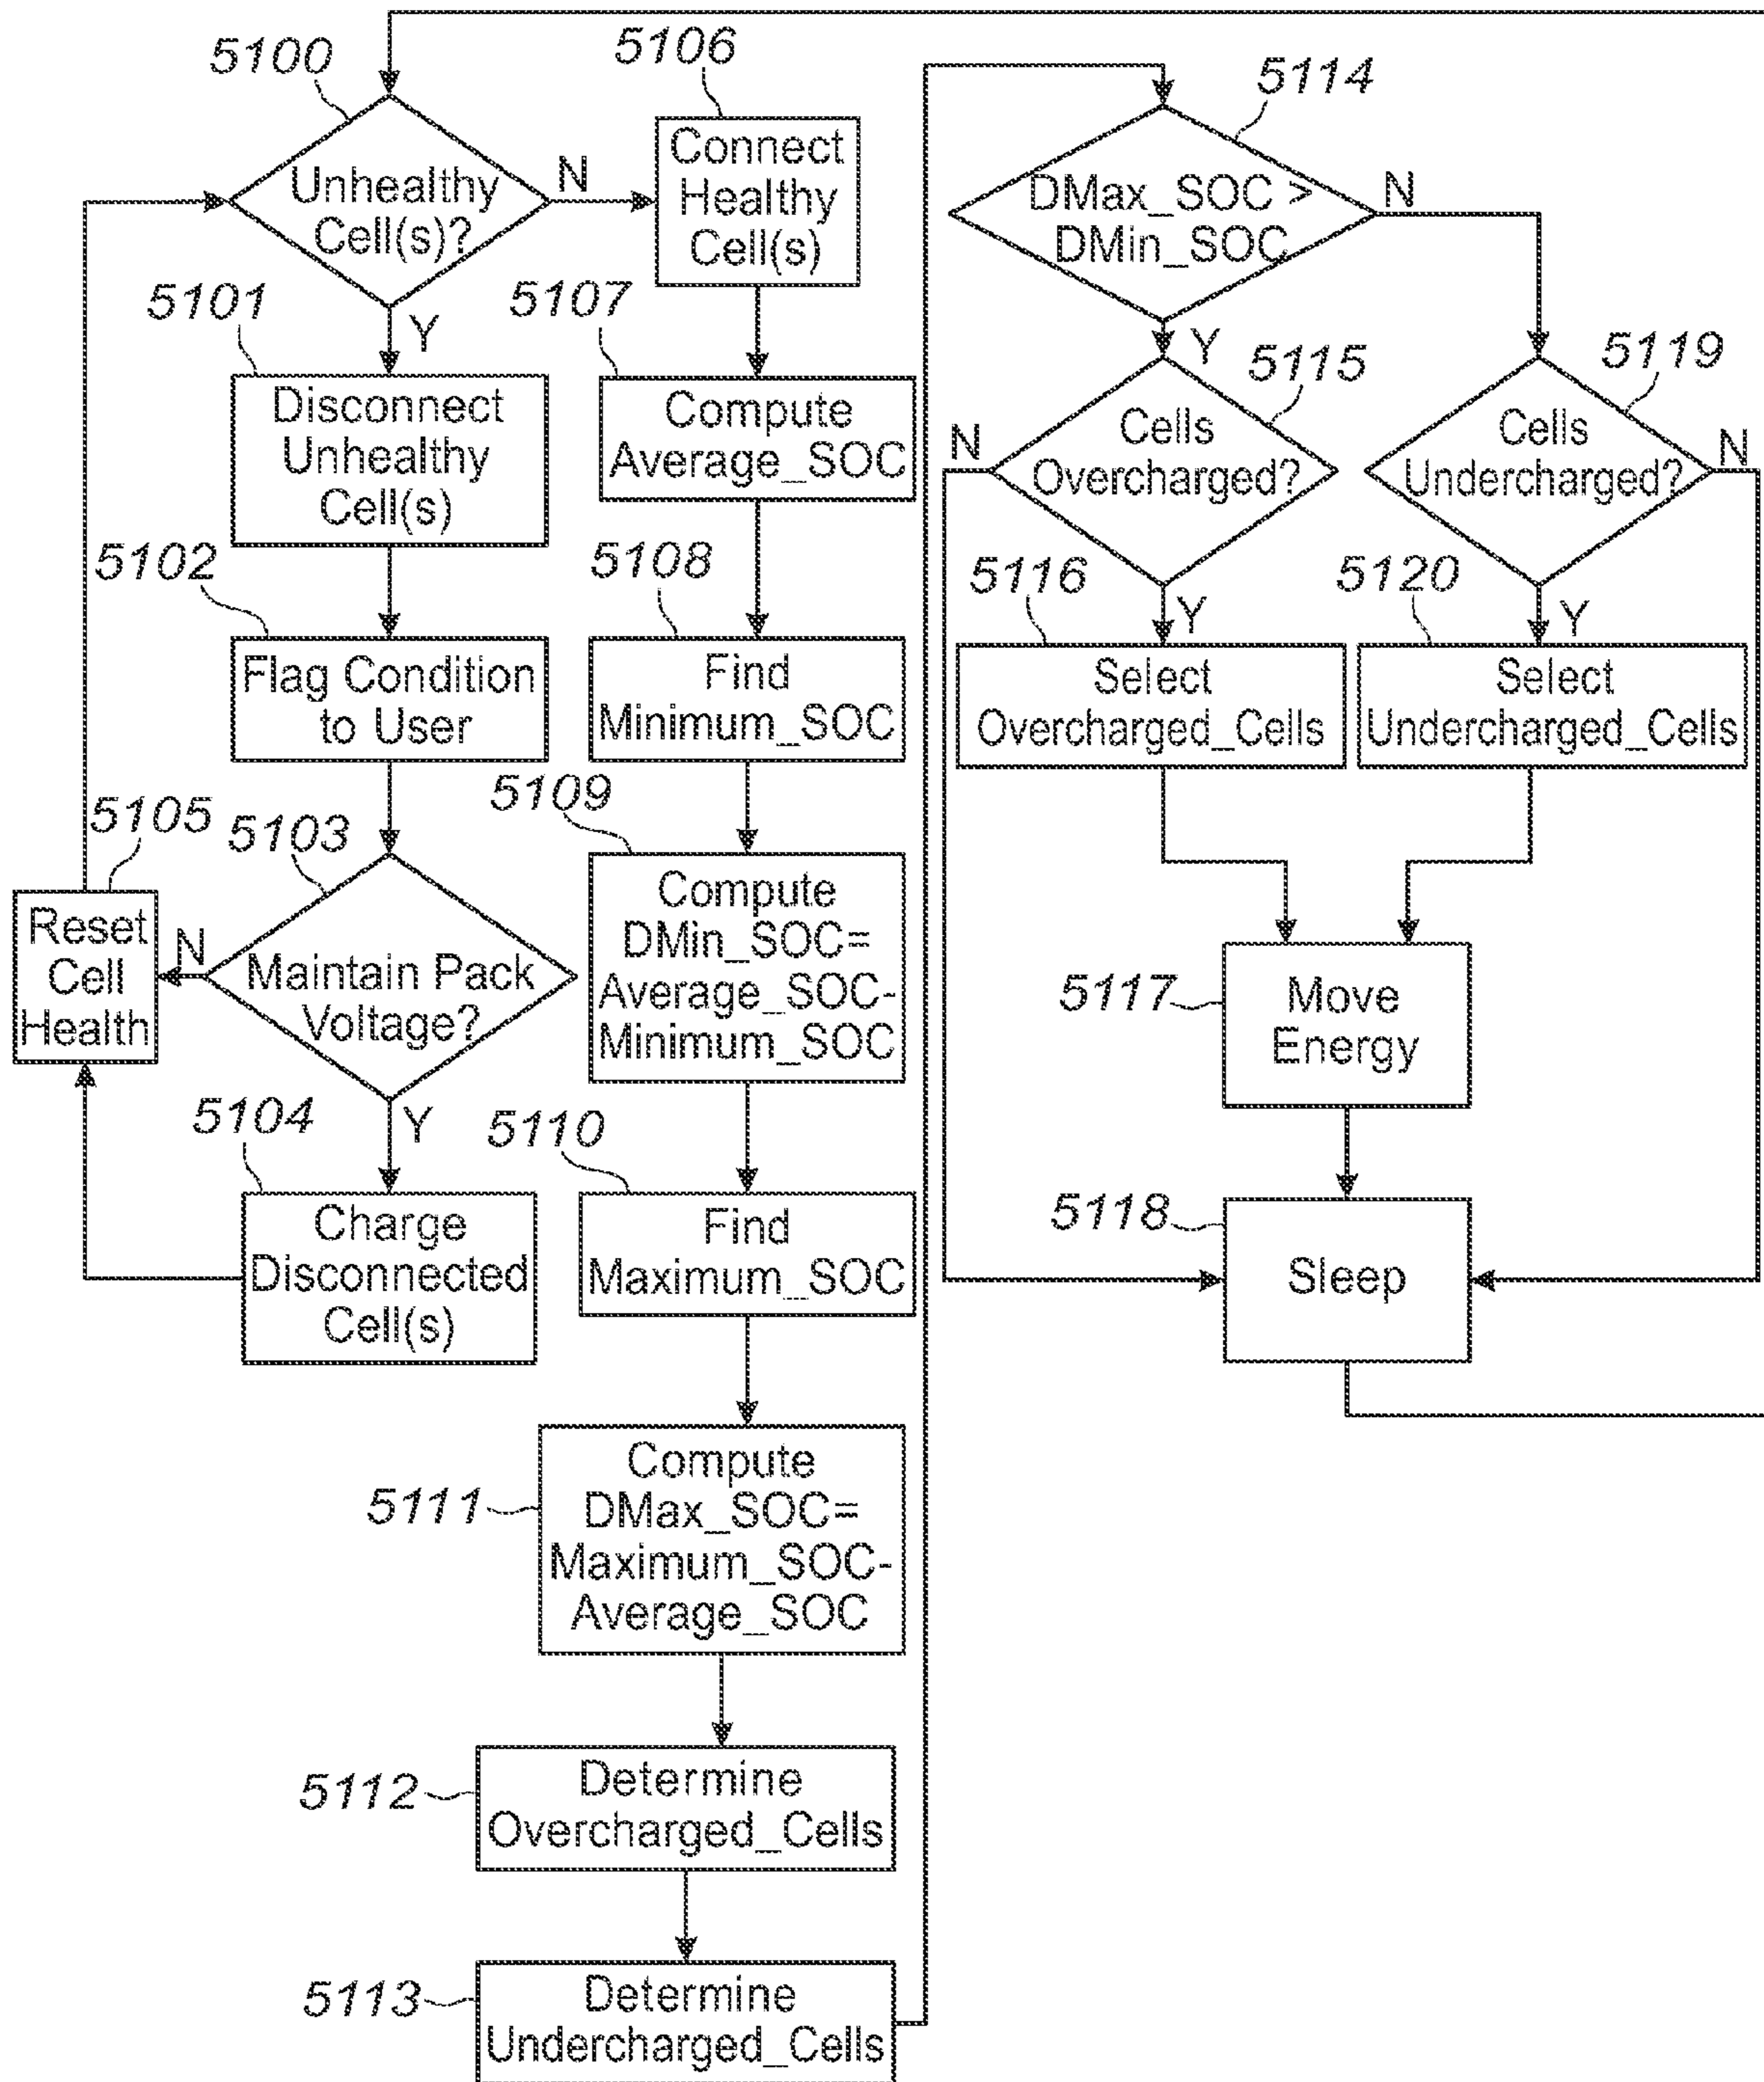 5100
Unhealthy
Cell(s)?
N
Y
5101
Disconnect
Unhealthy
Cell(s)
5102
Flag Condition
to User
5103
Maintain Pack
Voltage?
N
Y
5105
Reset
Cell
Health
5104
Charge
Disconnected
Cell(s)
5106
Connect
Healthy
Cell(s)
5107
Compute
Average_SOC
5108
Find
Minimum_SOC
5109
Compute
DMin_SOC=
Average_SOC-
Minimum_SOC
5110
Find
Maximum_SOC
5111
Compute
DMax_SOC=
Maximum_SOC-
Average_SOC
5112
Determine
Overcharged_Cells
5113
Determine
Undercharged_Cells
5114
DMax_SOC >
DMin_SOC
N
Y
5115
Cells
Overcharged?
N
Y
5116
Select
Overcharged_Cells
5119
Cells
Undercharged?
N
Y
5120
Select
Undercharged_Cells
5117
Move
Energy
5118
Sleep